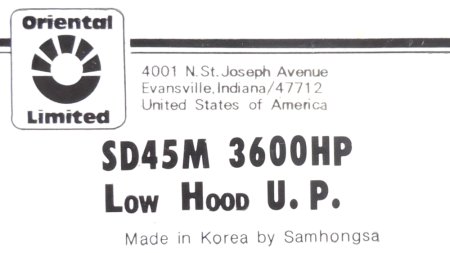 Oriental
Limited
4001 N.St.Joseph Avenue
Evansville,Indiana/47712
United States of America
SD45M 3600HP
Low Hood U.P.
Made in Korea by Samhongsa